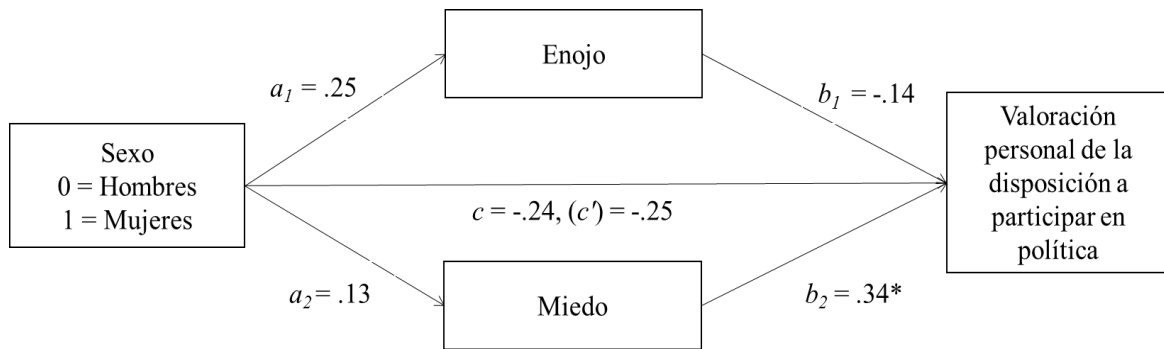 Enojo
a₁ = .25
b₁ = -.14
Sexo
0 = Hombres
1 = Mujeres
c = -.24, (c') = -.25
Valoración
personal de la
disposición a
participar en
política
a₂ = .13
Miedo
b₂ = .34*